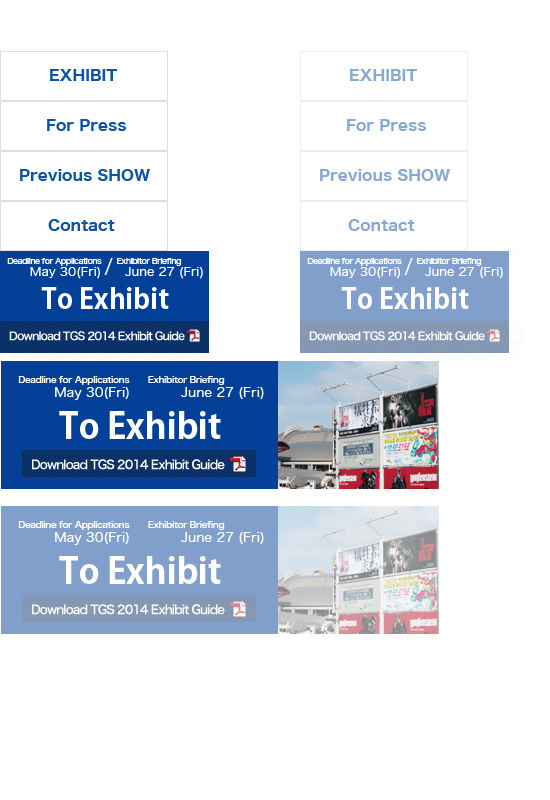 EXHIBIT
For Press
Previous SHOW
Contact
Deadline for Applications / Exhibitor Briefing
May 30(Fri) June 27 (Fri)
To Exhibit
Download TGS 2014 Exhibit Guide
EXHIBIT
For Press
Previous SHOW
Contact
Deadline for Applications / Exhibitor Briefing
May 30(Fri) June 27 (Fri)
To Exhibit
Download TGS 2014 Exhibit Guide
Deadline for Applications Exhibitor Briefing
May 30(Fri) June 27 (Fri)
To Exhibit
Download TGS 2014 Exhibit Guide
Wolfenstein
Deadline for Applications Exhibitor Briefing
May 30(Fri) June 27 (Fri)
To Exhibit
Download TGS 2014 Exhibit Guide